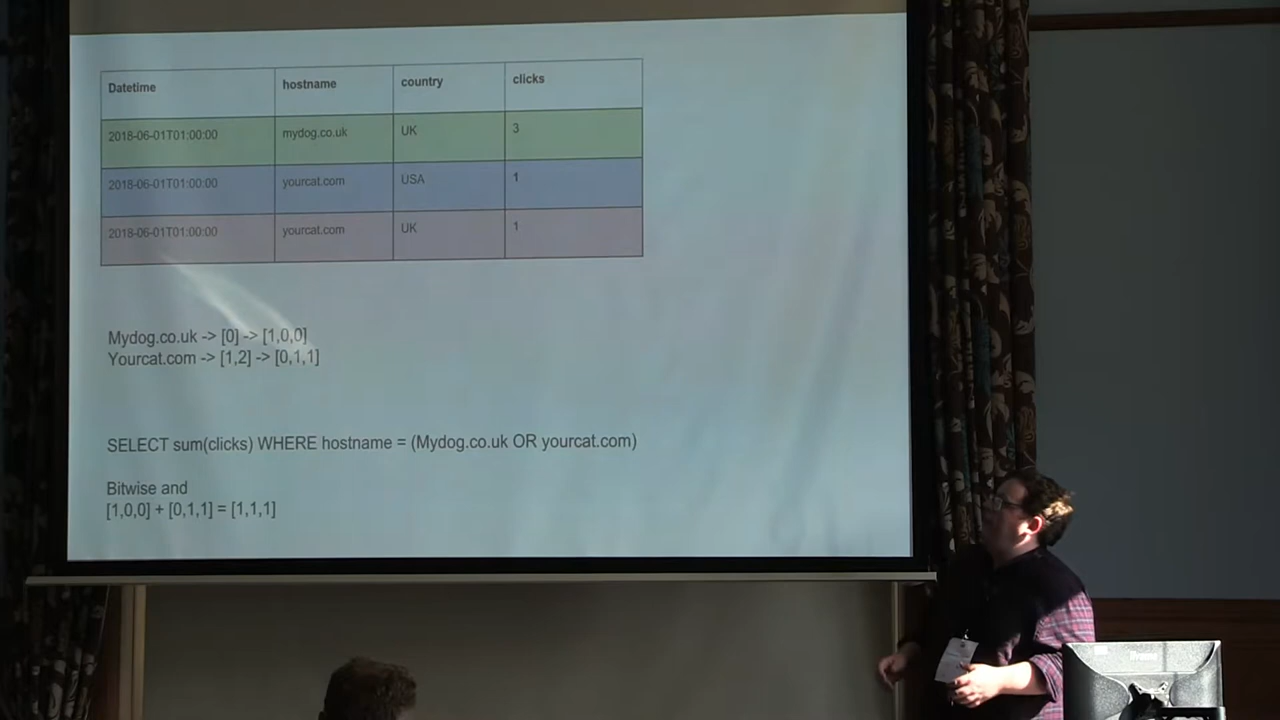 Datetime hostname country clicks
2018-06-01T01:00:00 mydog.co.uk UK 3
2018-06-01T01:00:00 yourcat.com USA 1
2018-06-01T01:00:00 yourcat.com UK 1
Mydog.co.uk -> [0] -> [1,0,0]
Yourcat.com -> [1,2] -> [0,1,1]
SELECT sum(clicks) WHERE hostname = (Mydog.co.uk OR yourcat.com)
Bitwise and
[1,0,0] + [0,1,1] = [1,1,1]